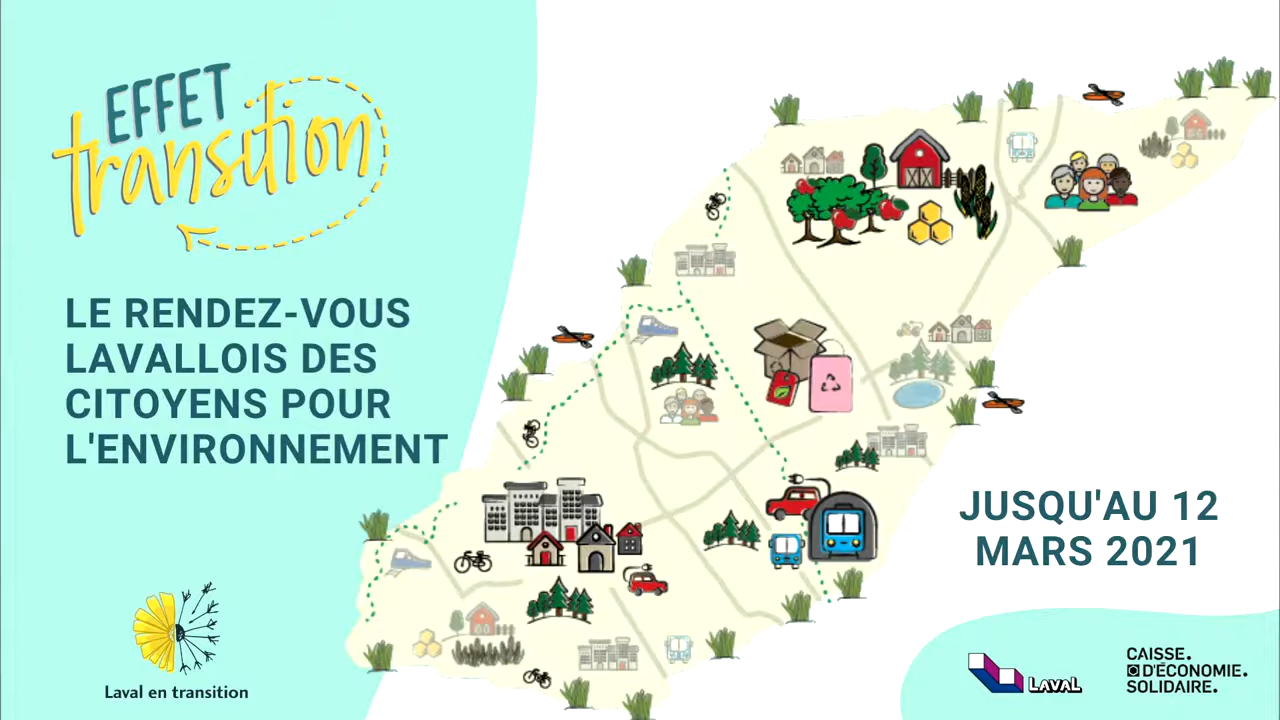 EFFET
transition
LE RENDEZ-VOUS
LAVALLOIS DES
CITOYENS POUR
L'ENVIRONNEMENT
JUSQU'AU 12
MARS 2021
Laval en transition
LAVAL
CAISSE.
D'ÉCONOMIE.
SOLIDAIRE.